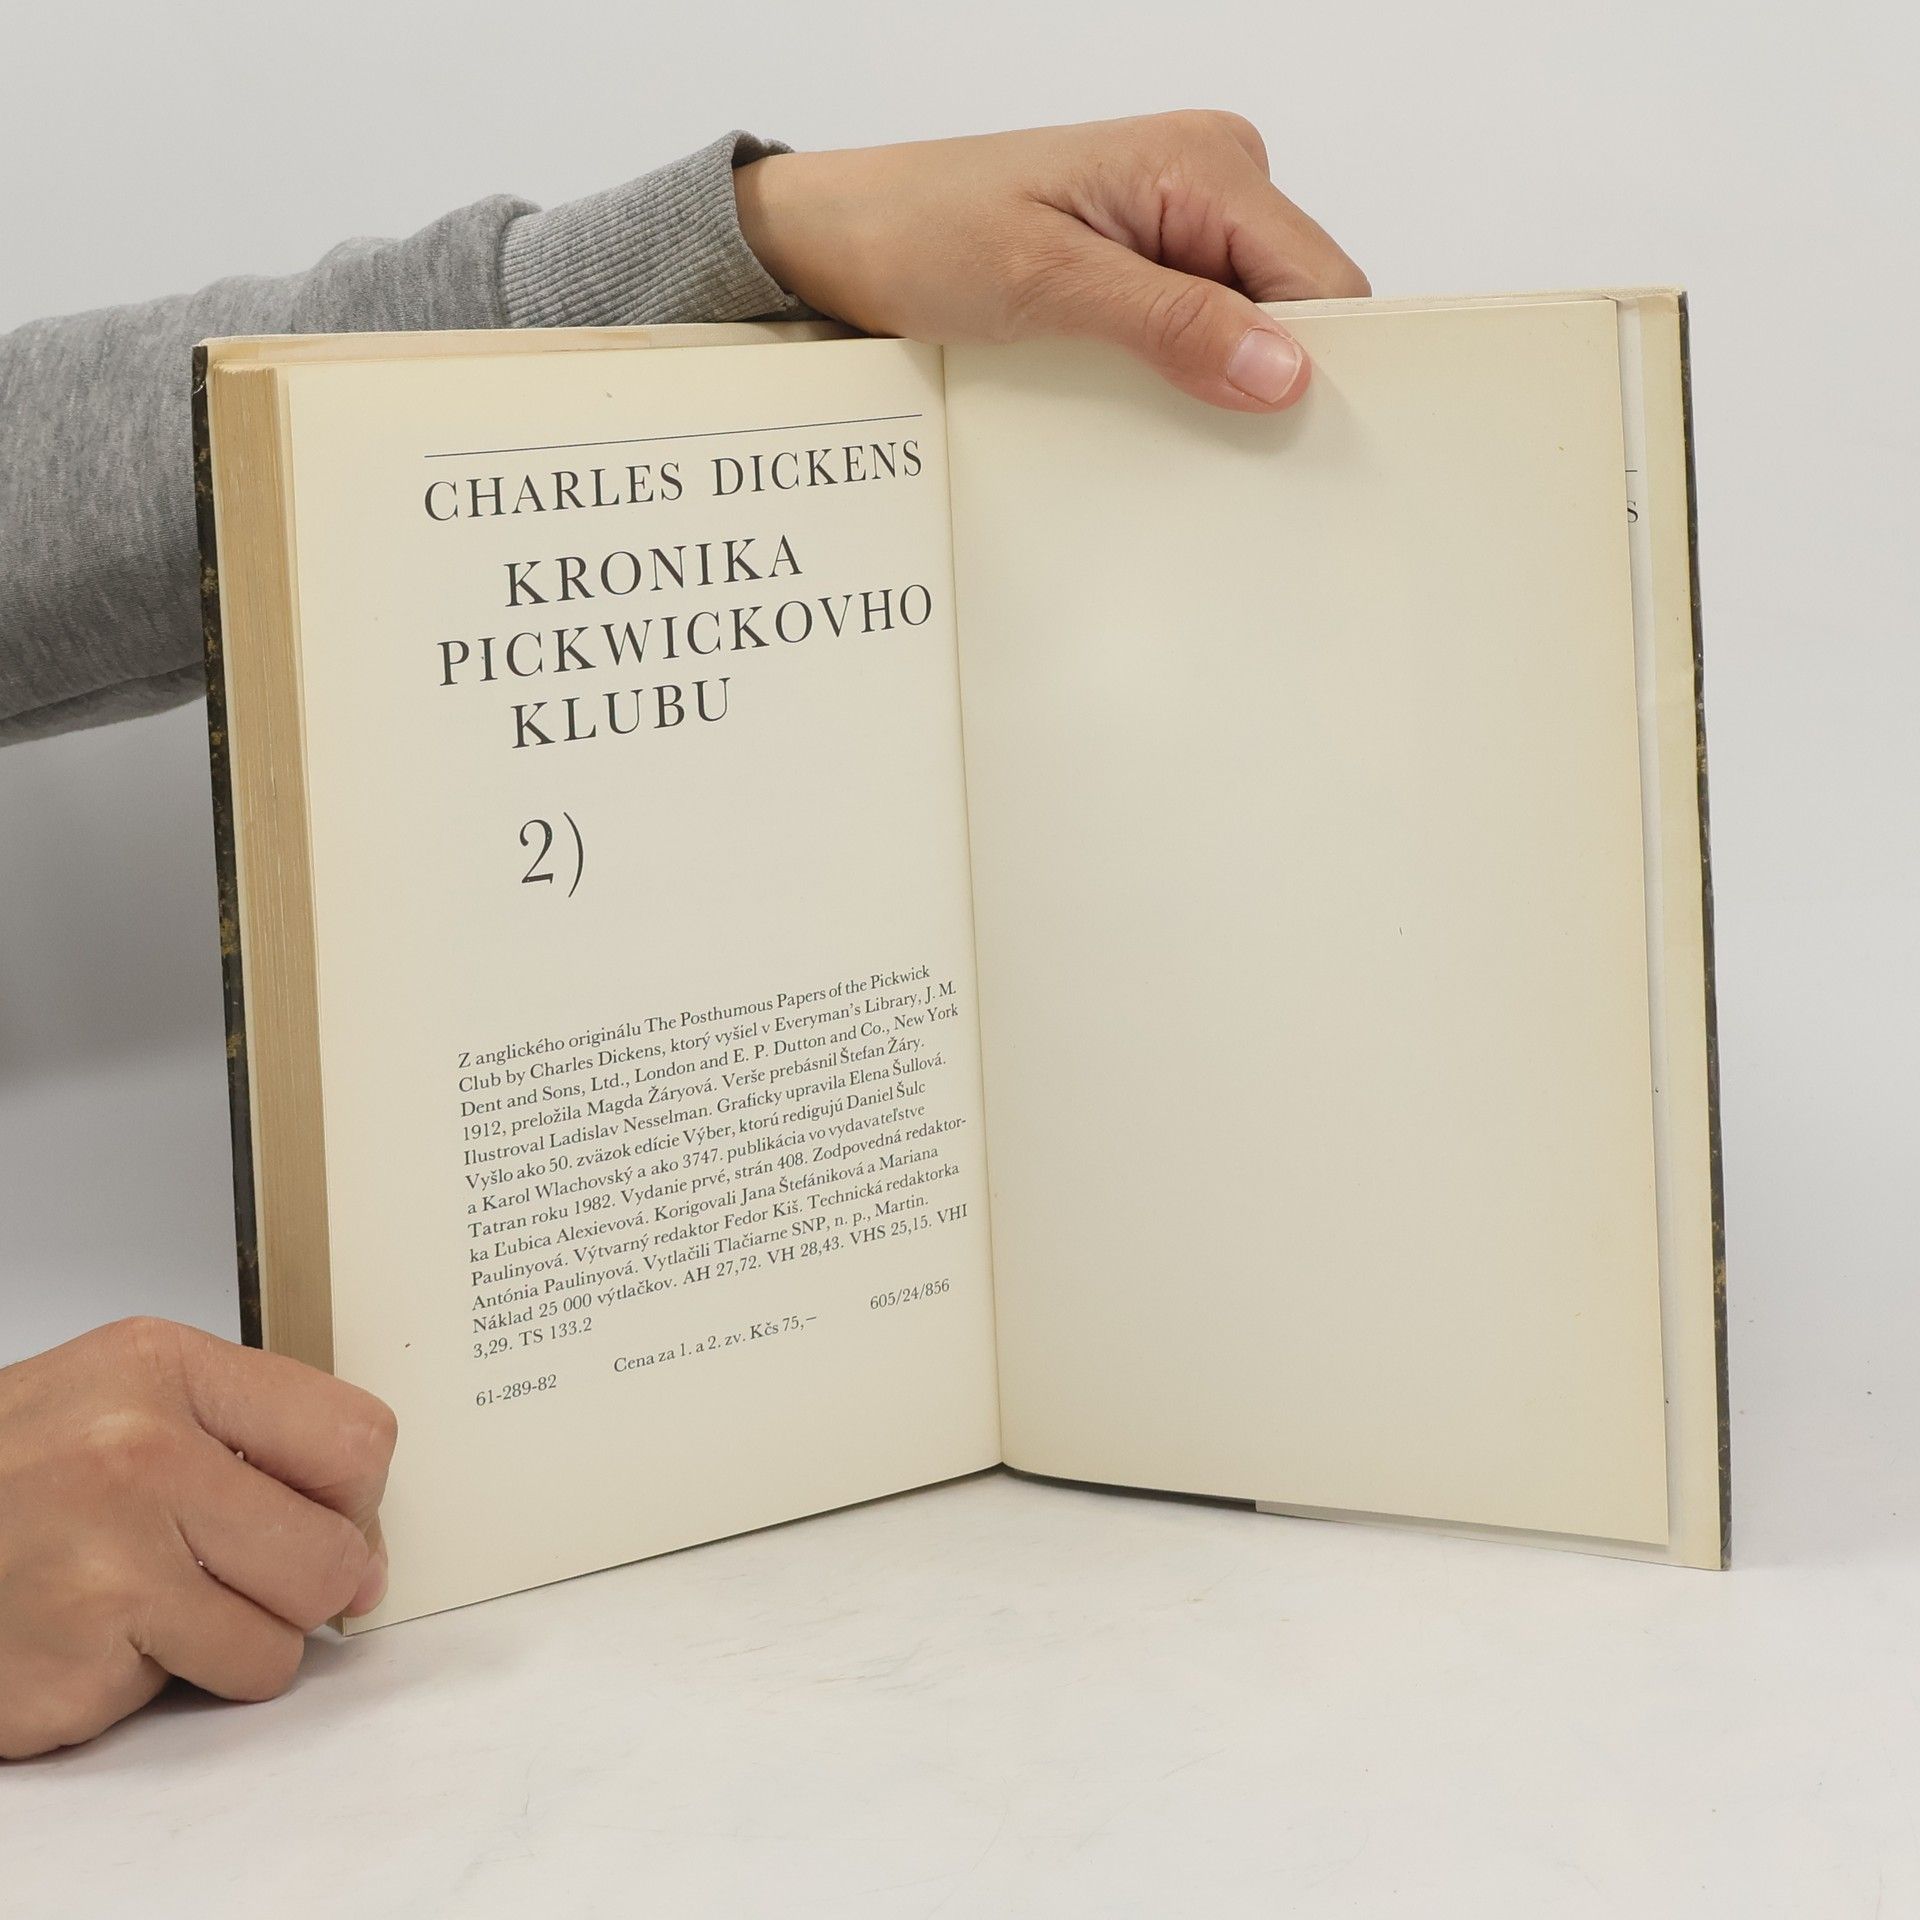 CHARLES DICKENS
KRONIKA
PICKWICKOVHO
KLUBU
2)
Z anglického originálu The Posthumous Papers of the Pickwick
Club by Charles Dickens, ktorý vyšiel v Everyman's Library, J. M.
Dent and Sons, Ltd., London and E. P. Dutton and Co., New York
1912, preložila Magda Žáryová. Verše prebásnil Štefan Žáry.
Ilustroval Ladislav Nesselman. Graficky upravila Elena Šullová.
Vyšlo ako 50. zväzok edície Výber, ktorú redigujú Daniel Šulc
a Karol Wlachovský a ako 3747. publikácia vo vydavateľstve
Tatran roku 1982. Vydanie prvé, strán 408. Zodpovedná redaktor-
ka Ľubica Alexievová. Korigovali Jana Štefániková a Mariana
Paulinyová. Výtvarný redaktor Fedor Kiš. Technická redaktorka
Antónia Paulinyová. Vytlačili Tlačiarne SNP, n. p., Martin.
Náklad 25 000 výtlačkov. AH 27,72. VH 28,43. VHS 25,15. VHI
3,29. TS 133.2
605/24/856
61-289-82 Cena za 1. a 2. zv. Kčs 75,–
S